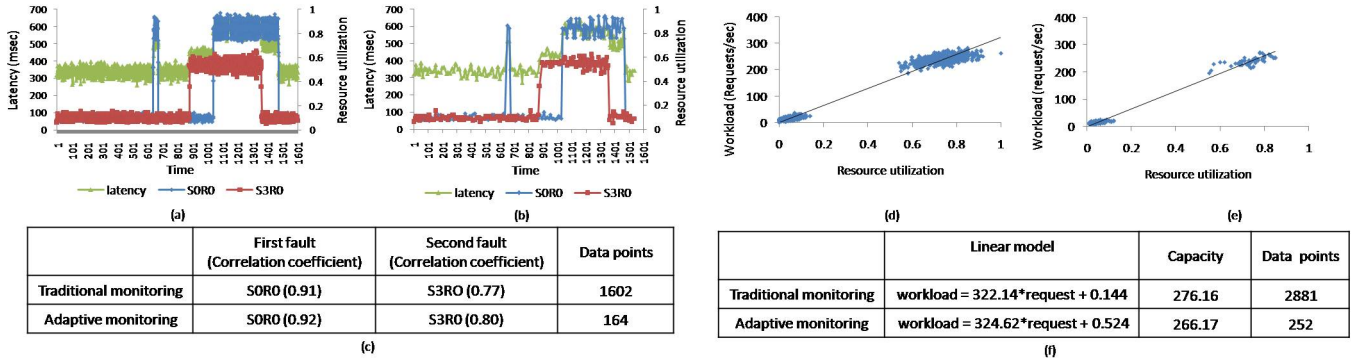 700
600
500
400
300
200
100
0
1
0.8
0.6
0.4
0.2
0
Latency (msec)
Resource utilization
1 101 201 301 401 501 601 701 801 901 1001 1101 1201 1301 1401 1501 1601
Time
latency S0R0 S3R0
(a)
700
600
500
400
300
200
100
0
1
0.8
0.6
0.4
0.2
0
Latency (msec)
Resource utilization
1 101 201 301 401 501 601 701 801 901 1001 1101 1201 1301 1401 1501 1601
Time
latency S0R0 S3R0
(b)
First fault (Correlation coefficient) Second fault (Correlation coefficient) Data points
Traditional monitoring S0R0 (0.91) S3RO (0.77) 1602
Adaptive monitoring S0R0 (0.92) S3R0 (0.80) 164
(c)
400
300
200
100
0
Workload (Requests/sec)
0 0.2 0.4 0.6 0.8 1
Resource utilization
(d)
400
300
200
100
0
Workload (request/sec)
0 0.2 0.4 0.6 0.8 1
Resource utilization
(e)
Linear model Capacity Data points
Traditional monitoring workload = 322.14*request + 0.144 276.16 2881
Adaptive monitoring workload = 324.62*request + 0.524 266.17 252
(f)